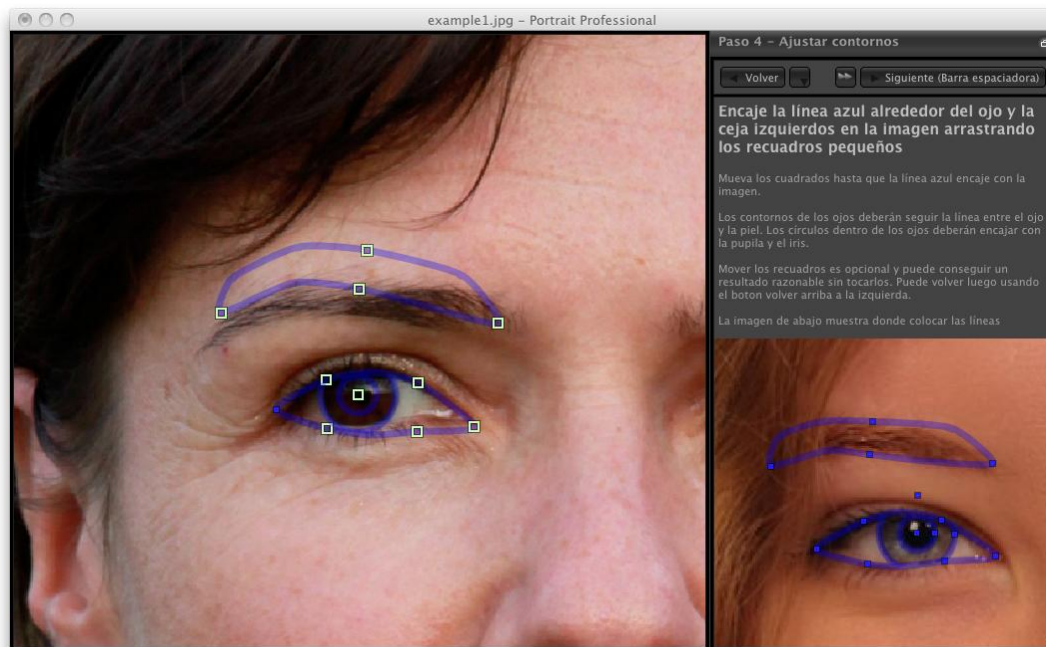 example1.jpg – Portrait Professional
Paso 4 – Ajustar contornos
Volver
Siguiente (Barra espaciadora)
Encaje la línea azul alrededor del ojo y la
ceja izquierdos en la imagen arrastrando
los recuadros pequeños
Mueva los cuadrados hasta que la línea azul encaje con la
imagen.
Los contornos de los ojos deberán seguir la línea entre el ojo
y la piel. Los círculos dentro de los ojos deberán encajar con
la pupila y el iris.
Mover los recuadros es opcional y puede conseguir un
resultado razonable sin tocarlos. Puede volver luego usando
el boton volver arriba a la izquierda.
La imagen de abajo muestra donde colocar las líneas